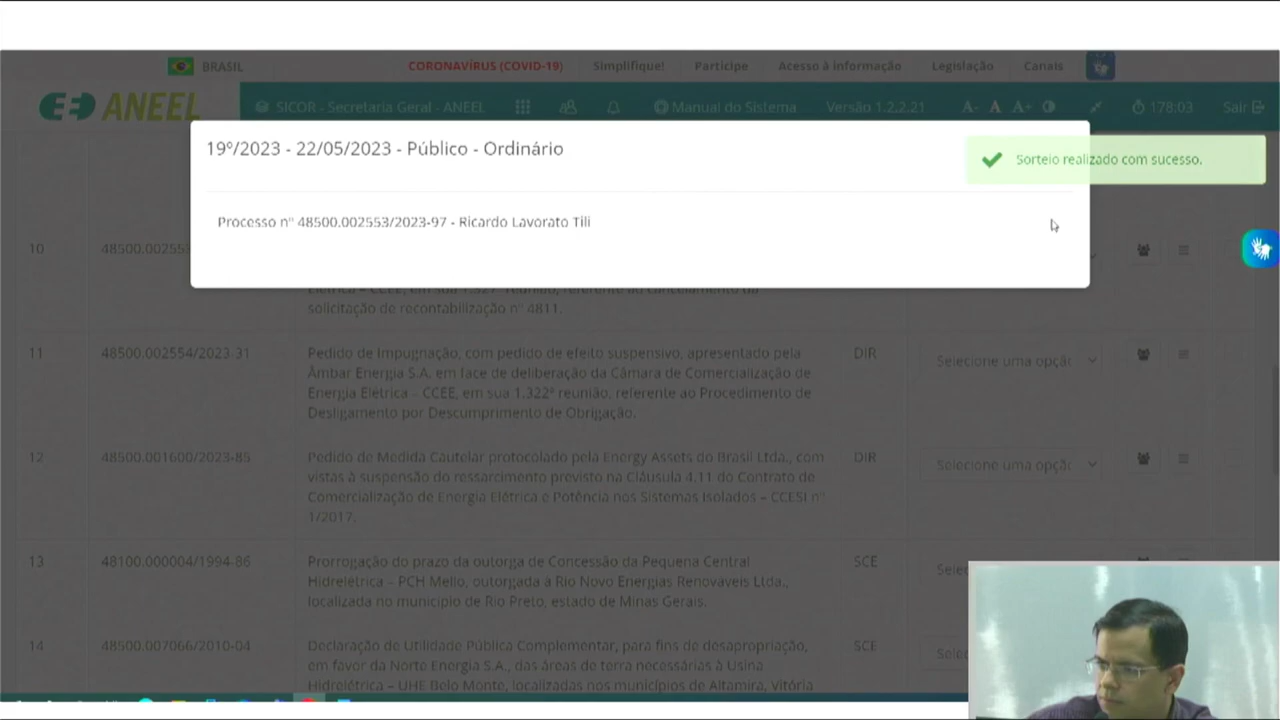 BRASIL
CORONAVÍRUS (COVID-19)
Simplifique!
Participe
Acesso à informação
Legislação
Canais
ANEEL
SICOR - Secretaria Geral - ANEEL
Manual do Sistema
Versão 1.2.2.21
A-
A
A+
178:03
Sair
19º/2023 - 22/05/2023 - Público - Ordinário
Sorteio realizado com sucesso.
Processo nº 48500.002553/2023-97 - Ricardo Lavorato Tili
10
48500.002553
solicitação de recontabilização nº 4811.
11
48500.002554/2023-31
Pedido de Impugnação, com pedido de efeito suspensivo, apresentado pela
Âmbar Energia S.A. em face de deliberação da Câmara de Comercialização de
Energia Elétrica – CCEE, em sua 1.322ª reunião, referente ao Procedimento de
Desligamento por Descumprimento de Obrigação.
DIR
Selecione uma opção
12
48500.001600/2023-85
Pedido de Medida Cautelar protocolado pela Energy Assets do Brasil Ltda., com
vistas à suspensão do ressarcimento previsto na Cláusula 4.11 do Contrato de
Comercialização de Energia Elétrica e Potência nos Sistemas Isolados – CCESI nº
1/2017.
DIR
Selecione uma opção
13
48100.000004/1994-86
Prorrogação do prazo da outorga de Concessão da Pequena Central
Hidrelétrica – PCH Mello, outorgada a Rio Novo Energias Renováveis Ltda.,
localizada no município de Rio Preto, estado de Minas Gerais.
SCE
Sele
14
48500.007066/2010-04
Declaração de Utilidade Pública Complementar, para fins de desapropriação,
em favor da Norte Energia S.A., das áreas de terra necessárias à Usina
Hidrelétrica – UHE Belo Monte, localizadas nos municípios de Altamira, Vitória
SCE
Sele